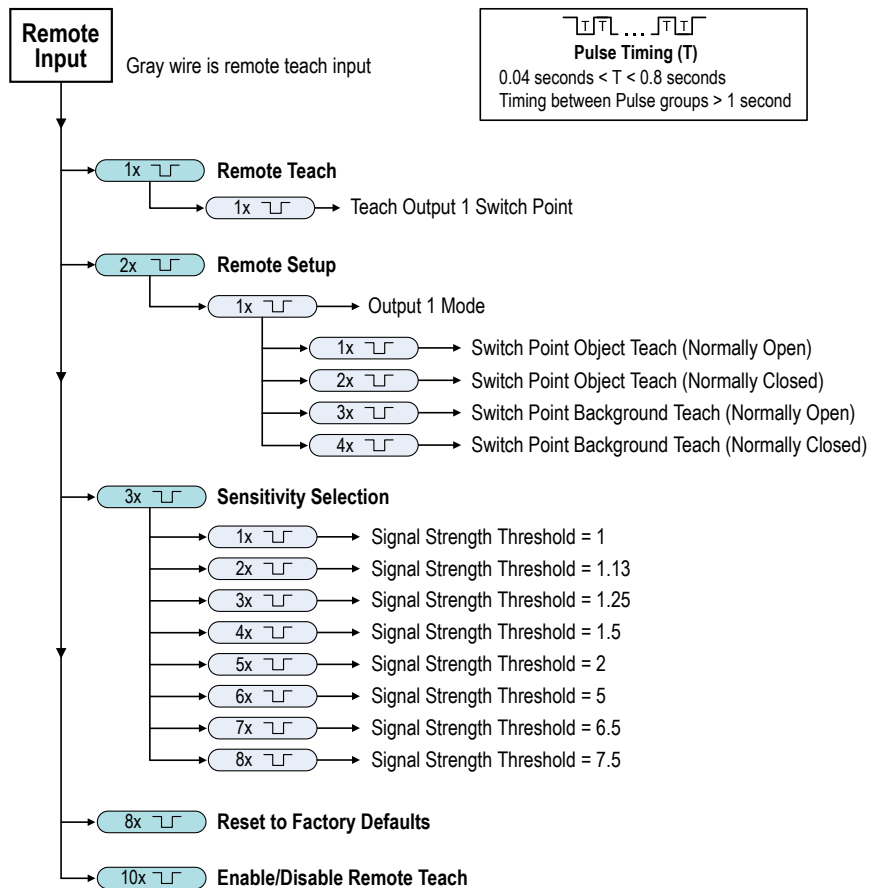 Remote
Input
Gray wire is remote teach input
T T ... T T
Pulse Timing (T)
0.04 seconds < T < 0.8 seconds
Timing between Pulse groups > 1 second
1x Remote Teach
1x Teach Output 1 Switch Point
2x Remote Setup
1x Output 1 Mode
1x Switch Point Object Teach (Normally Open)
2x Switch Point Object Teach (Normally Closed)
3x Switch Point Background Teach (Normally Open)
4x Switch Point Background Teach (Normally Closed)
3x Sensitivity Selection
1x Signal Strength Threshold = 1
2x Signal Strength Threshold = 1.13
3x Signal Strength Threshold = 1.25
4x Signal Strength Threshold = 1.5
5x Signal Strength Threshold = 2
6x Signal Strength Threshold = 5
7x Signal Strength Threshold = 6.5
8x Signal Strength Threshold = 7.5
8x Reset to Factory Defaults
10x Enable/Disable Remote Teach